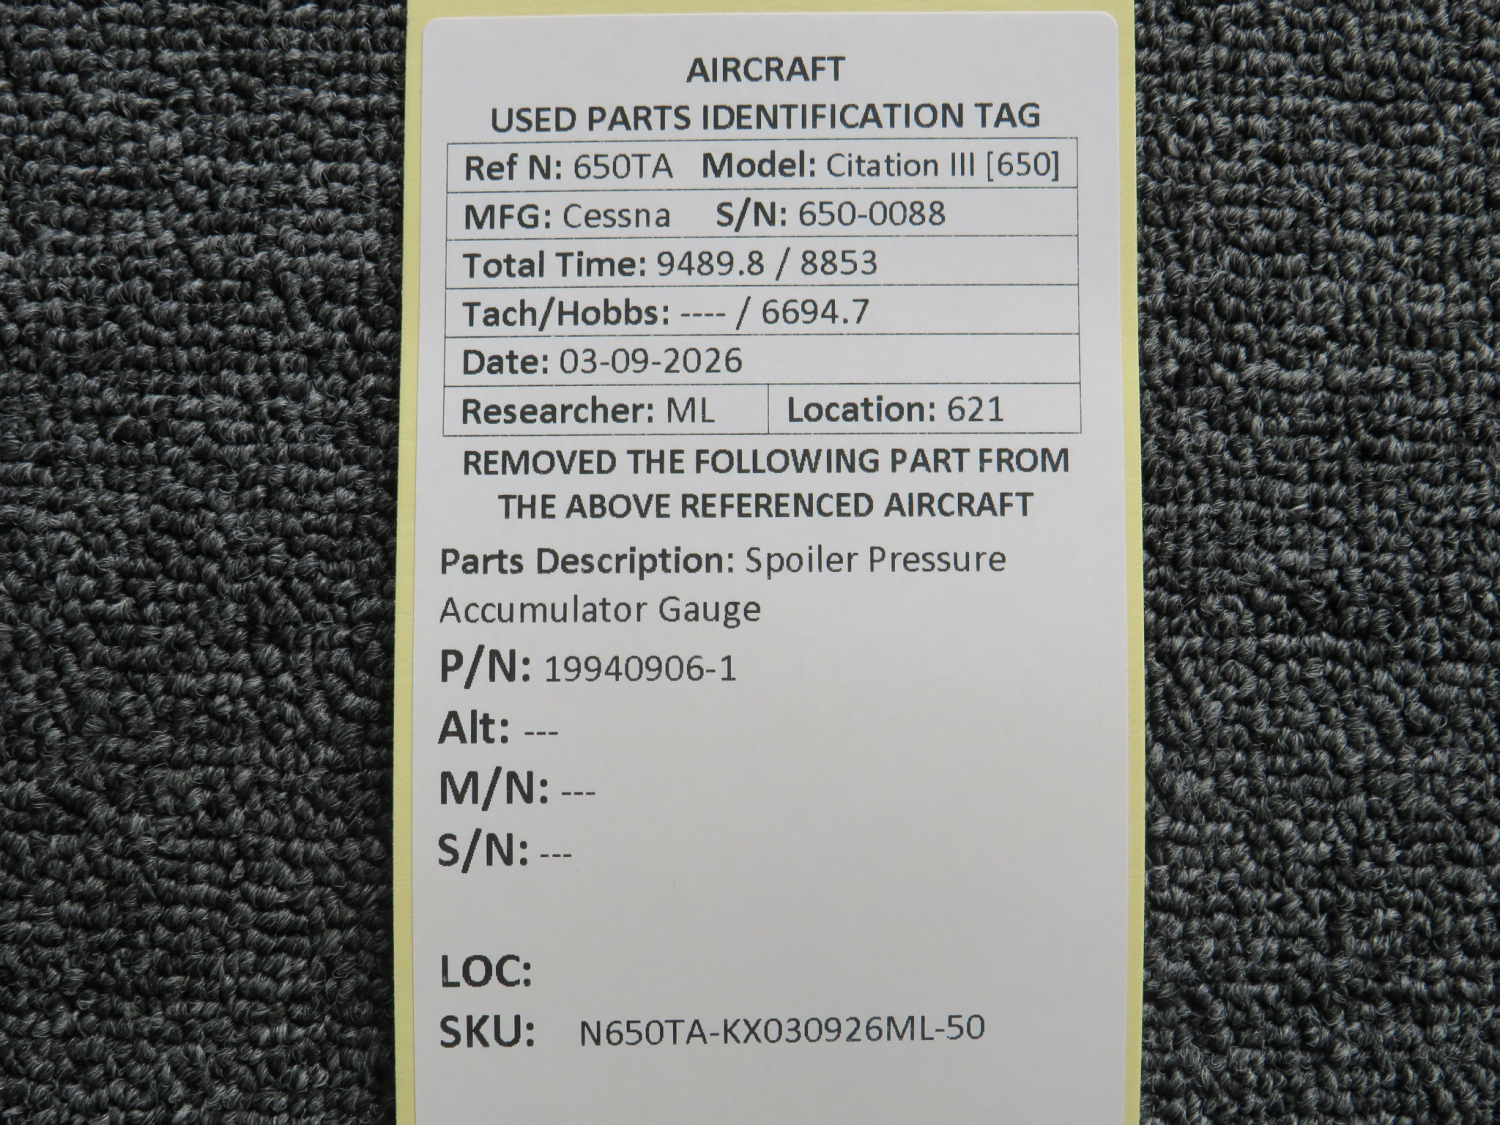 AIRCRAFT
USED PARTS IDENTIFICATION TAG
Ref N: 650TA Model: Citation III [650]
MFG: Cessna S/N: 650-0088
Total Time: 9489.8 / 8853
Tach/Hobbs: ---- / 6694.7
Date: 03-09-2026
Researcher: ML Location: 621
REMOVED THE FOLLOWING PART FROM
THE ABOVE REFERENCED AIRCRAFT
Parts Description: Spoiler Pressure
Accumulator Gauge
P/N: 19940906-1
Alt: ---
M/N: ---
S/N: ---
LOC:
SKU: N650TA-KX030926ML-50